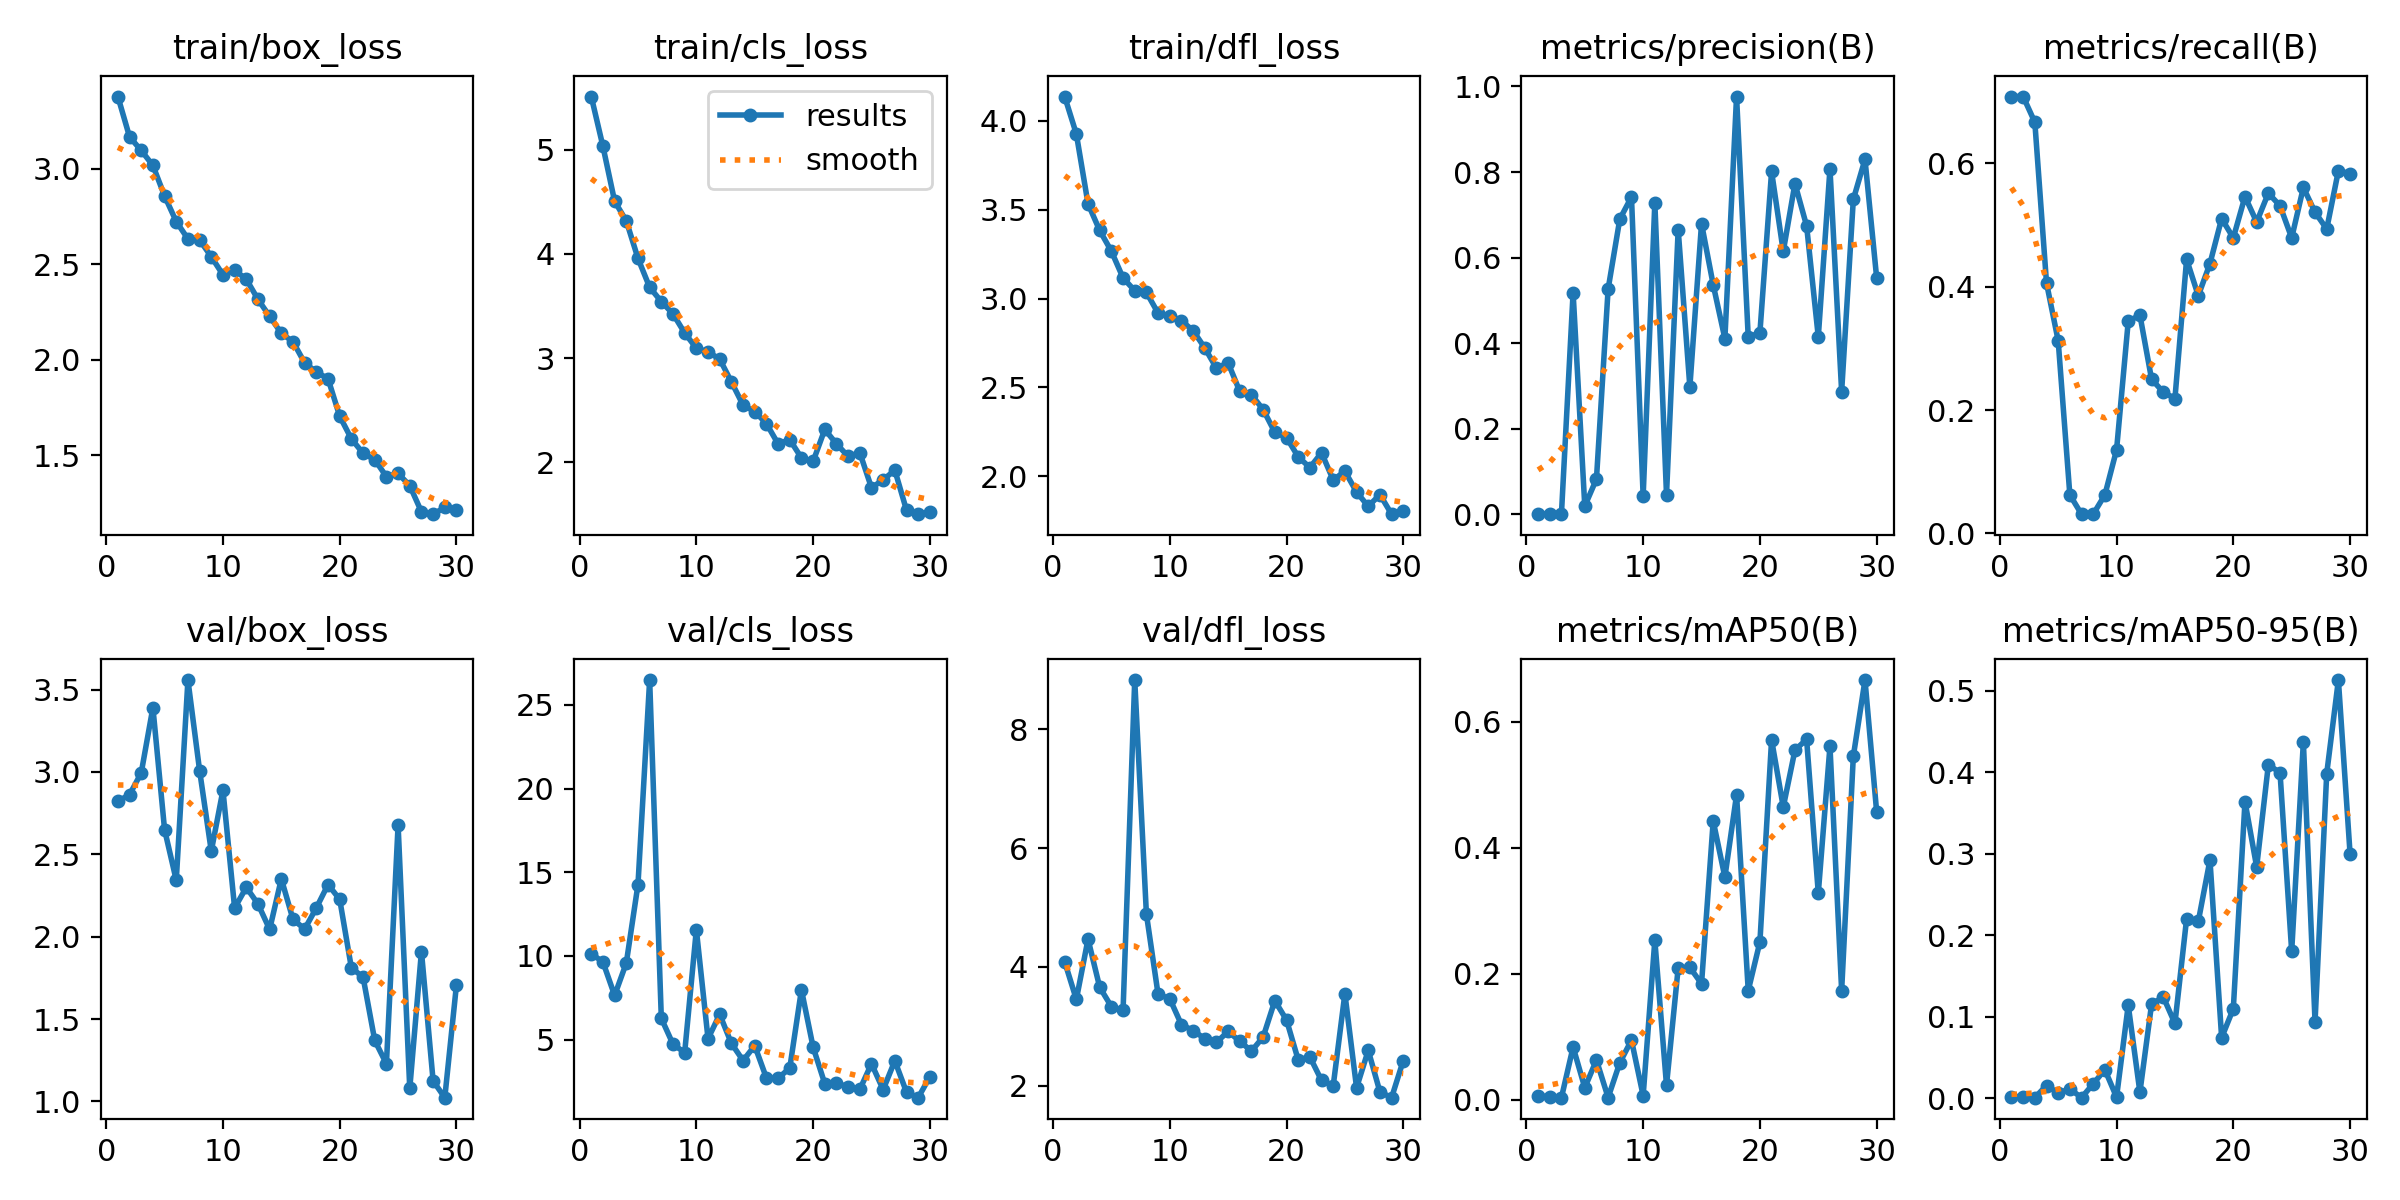 train/box_loss
train/cls_loss
train/dfl_loss
metrics/precision(B)
metrics/recall(B)
3.0
2.5
2.0
1.5
0 10 20 30
results
smooth
5
4
3
2
0 10 20 30
4.0
3.5
3.0
2.5
2.0
0 10 20 30
1.0
0.8
0.6
0.4
0.2
0.0
0 10 20 30
0.6
0.4
0.2
0.0
0 10 20 30
val/box_loss
val/cls_loss
val/dfl_loss
metrics/mAP50(B)
metrics/mAP50-95(B)
3.5
3.0
2.5
2.0
1.5
1.0
0 10 20 30
25
20
15
10
5
0 10 20 30
8
6
4
2
0 10 20 30
0.6
0.4
0.2
0.0
0 10 20 30
0.5
0.4
0.3
0.2
0.1
0.0
0 10 20 30